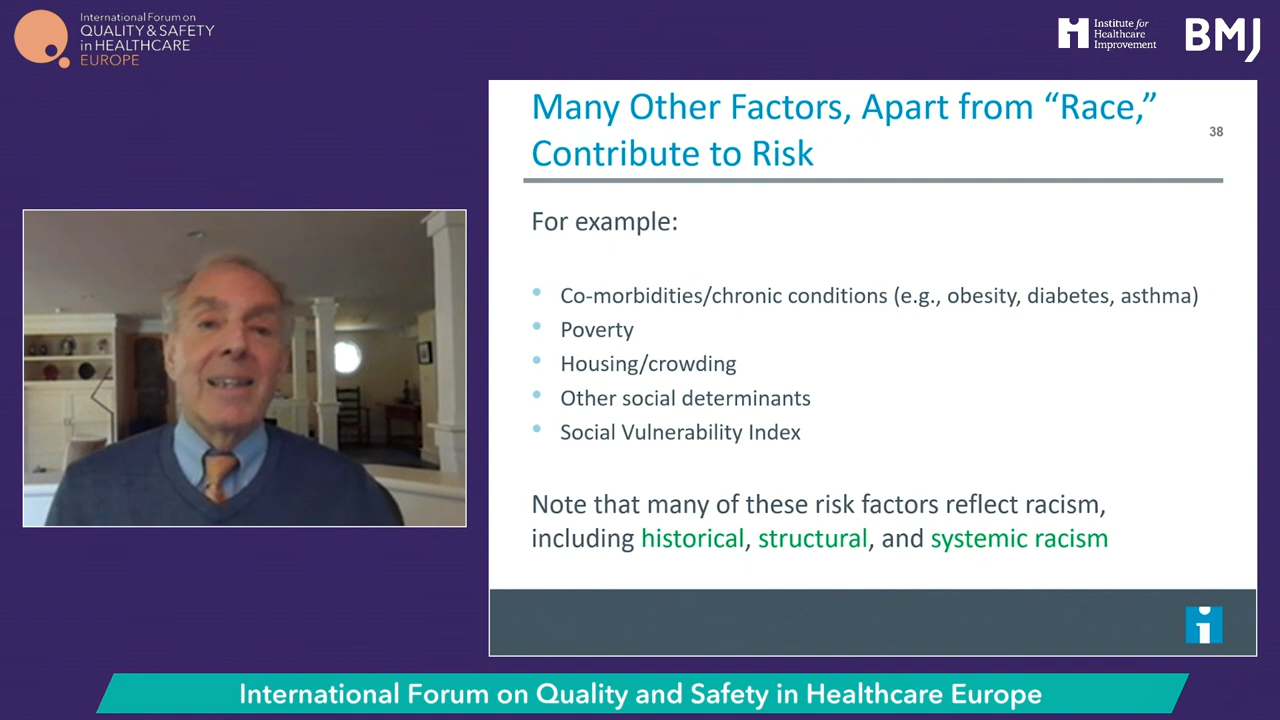 International Forum on
QUALITY & SAFETY
in HEALTHCARE
EUROPE
Institute for
Healthcare
Improvement
BMJ
Many Other Factors, Apart from “Race,”
Contribute to Risk
38
For example:
• Co-morbidities/chronic conditions (e.g., obesity, diabetes, asthma)
• Poverty
• Housing/crowding
• Other social determinants
• Social Vulnerability Index
Note that many of these risk factors reflect racism,
including historical, structural, and systemic racism
International Forum on Quality and Safety in Healthcare Europe